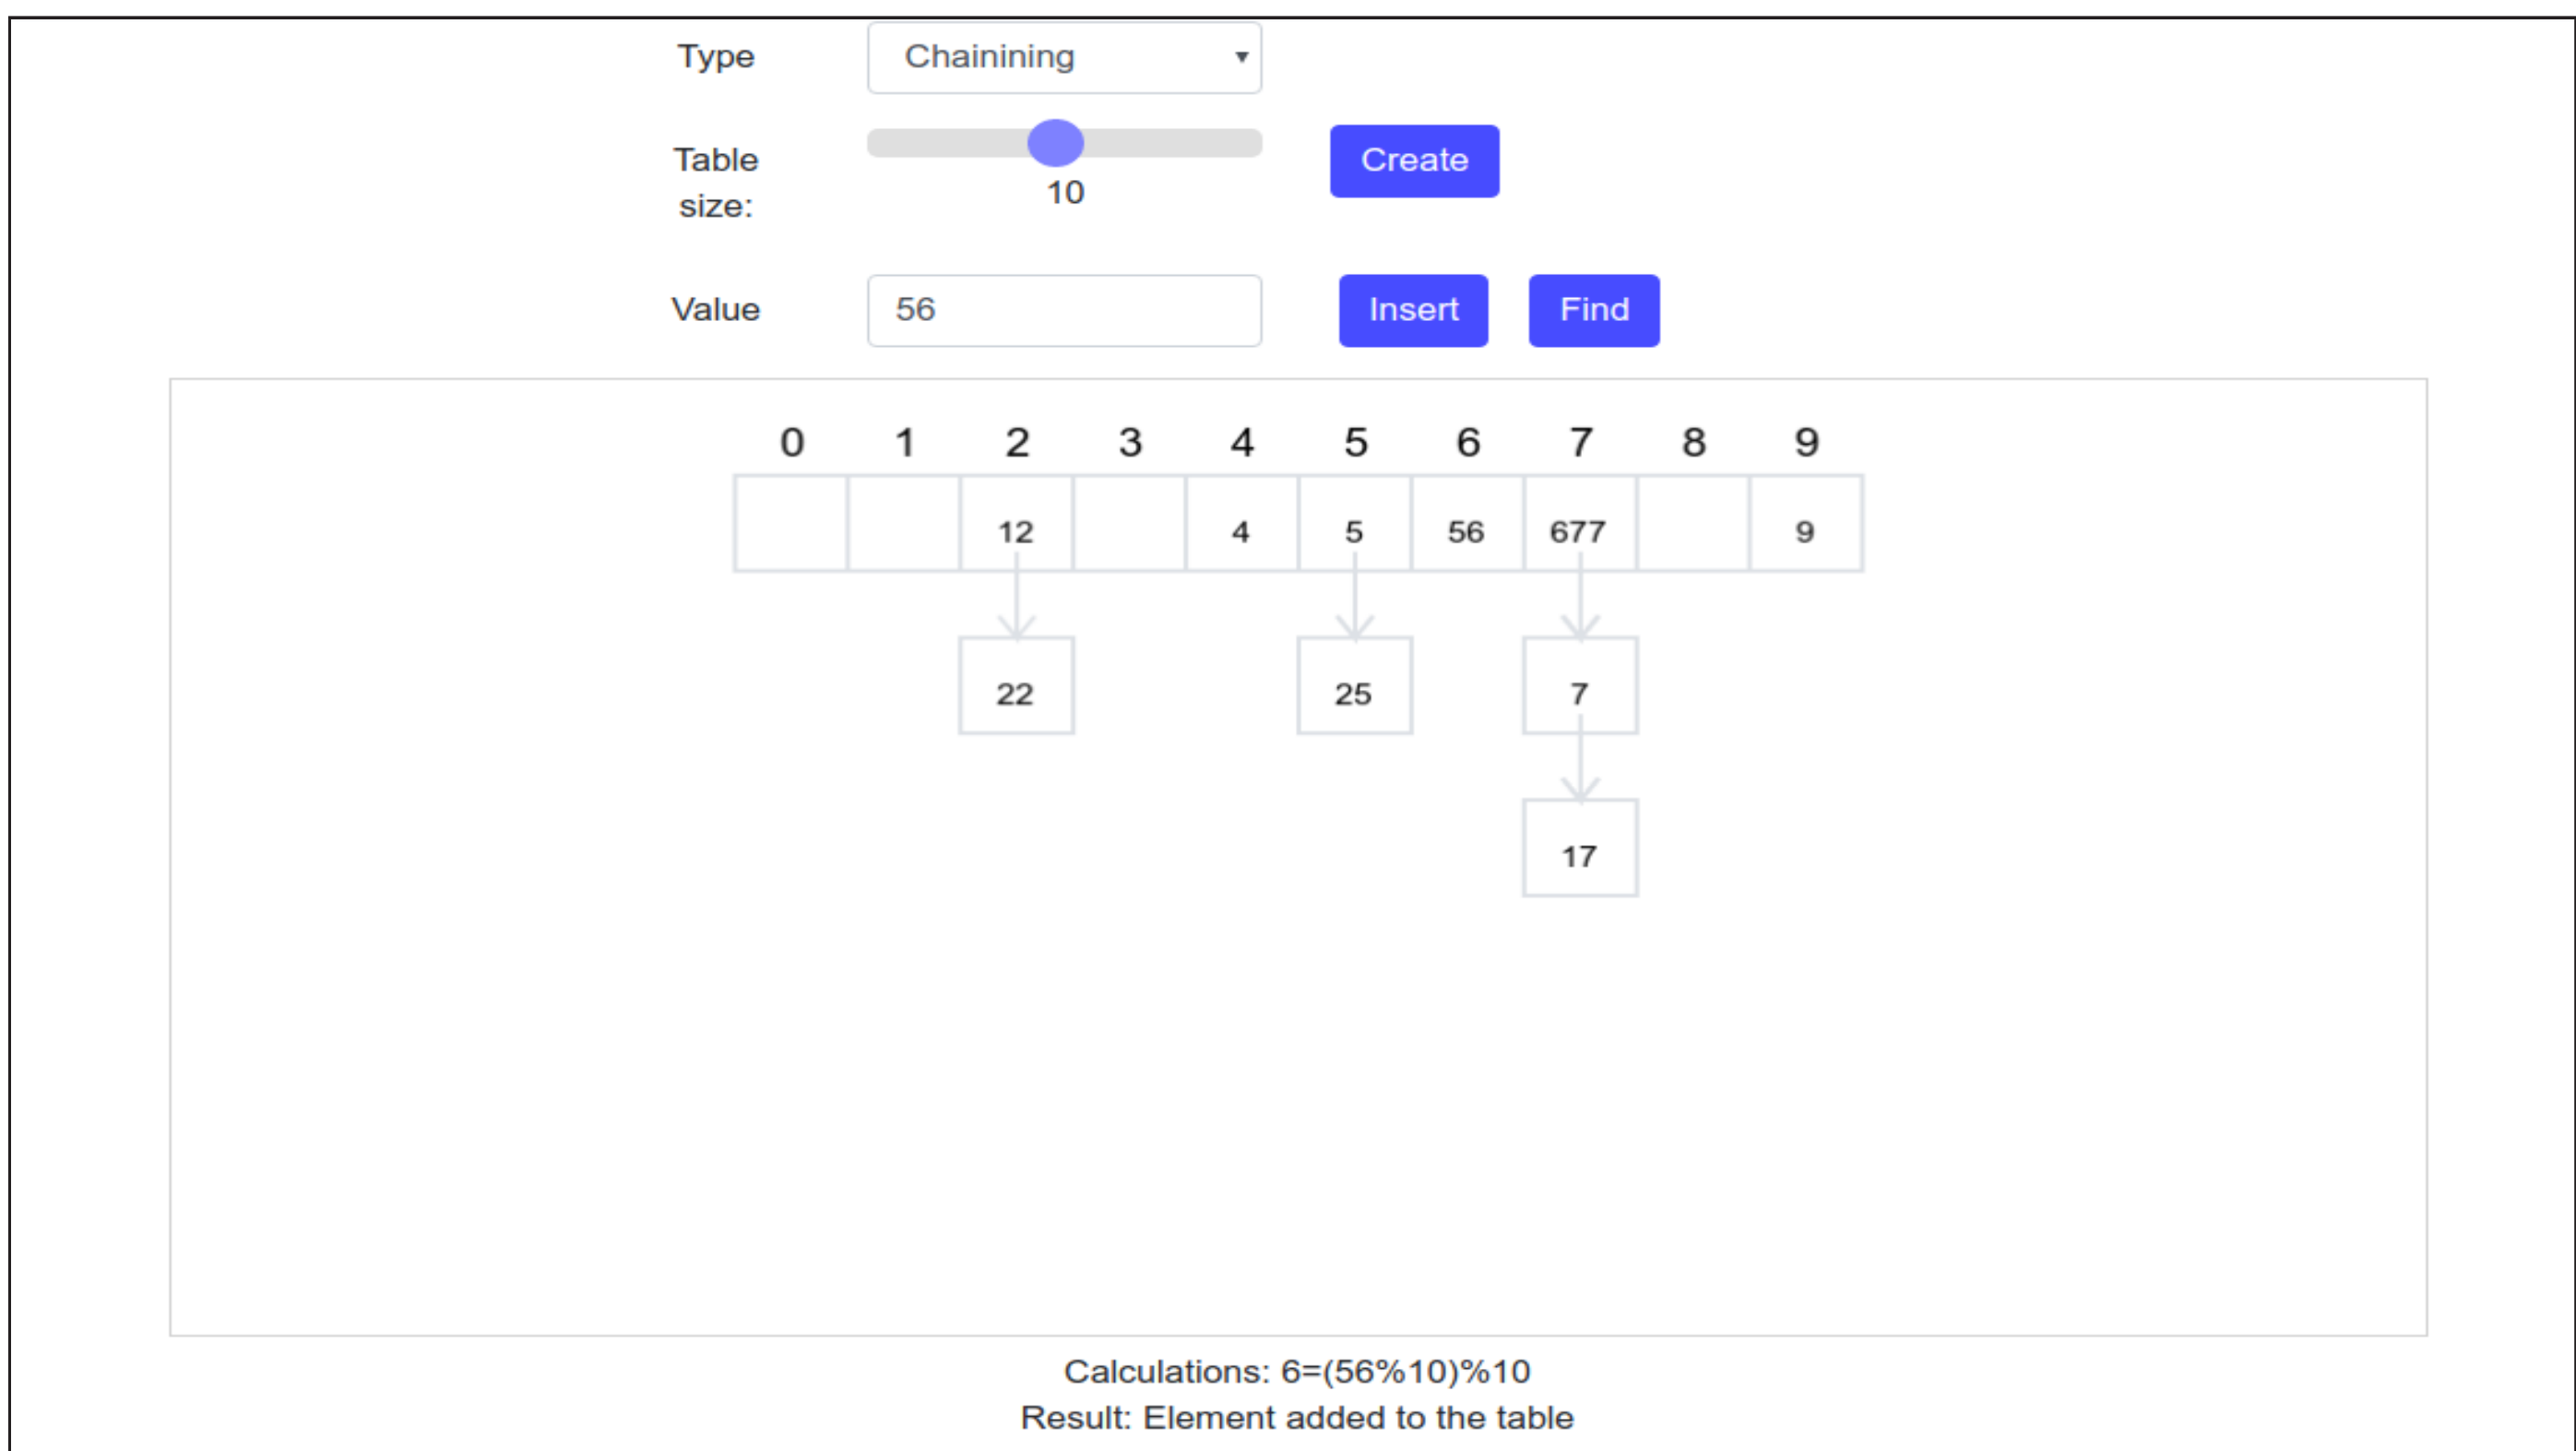 Type Chainining
Table size: 10 Create
Value 56 Insert Find
0 1 2 3 4 5 6 7 8 9
12 4 5 56 677 9
22 25 7
17
Calculations: 6=(56%10)%10
Result: Element added to the table